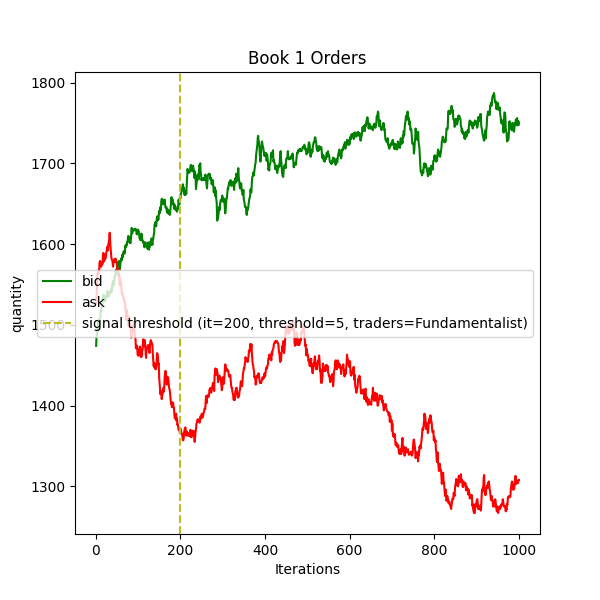 Book 1 Orders
1800
1700
1600
1500
1400
1300
quantity
bid
ask
signal threshold (it=200, threshold=5, traders=Fundamentalist)
0 200 400 600 800 1000
Iterations